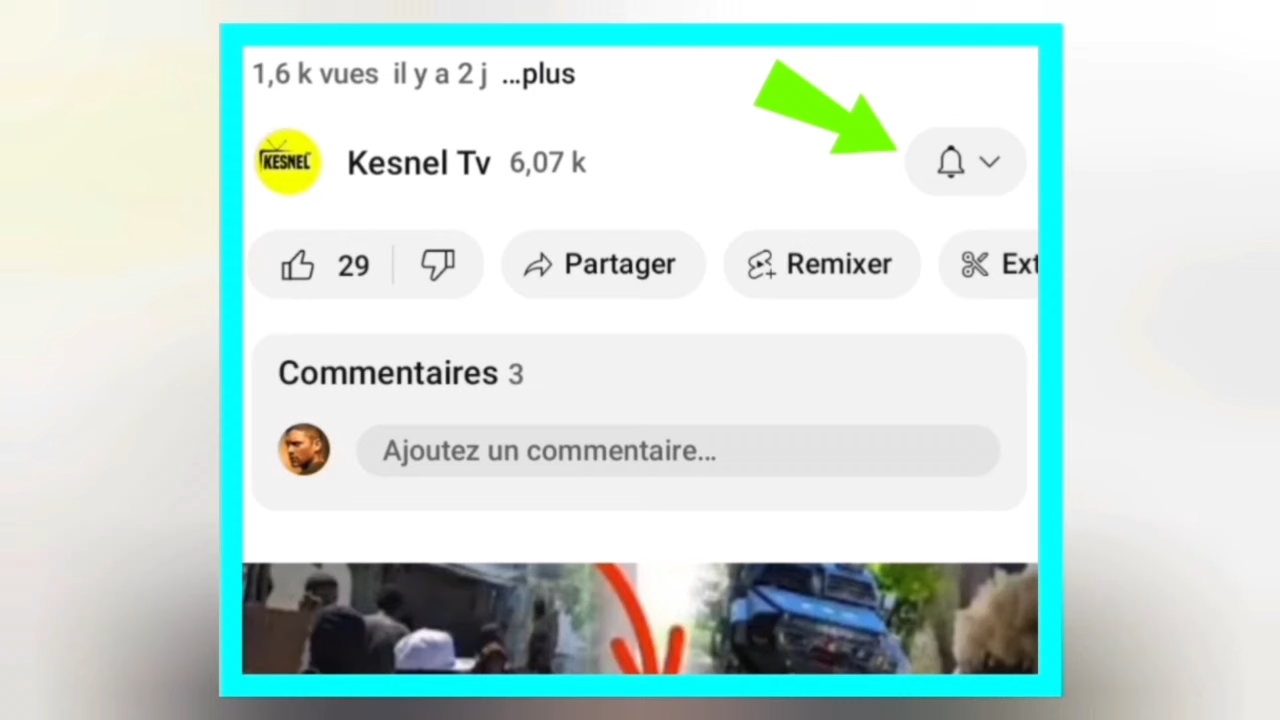 1,6 k vues il y a 2 j ...plus
KESNEL
Kesnel Tv 6,07 k
29 Partager Remixer Ext
Commentaires 3
Ajoutez un commentaire...